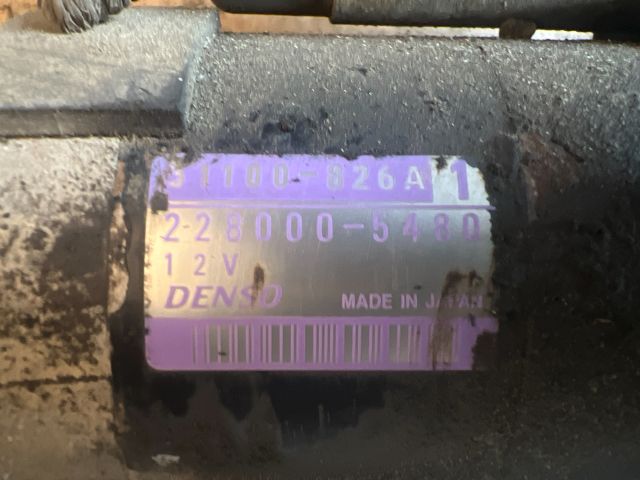 31100-826A 1
228000-5480
12V
DENSO MADE IN JAPAN